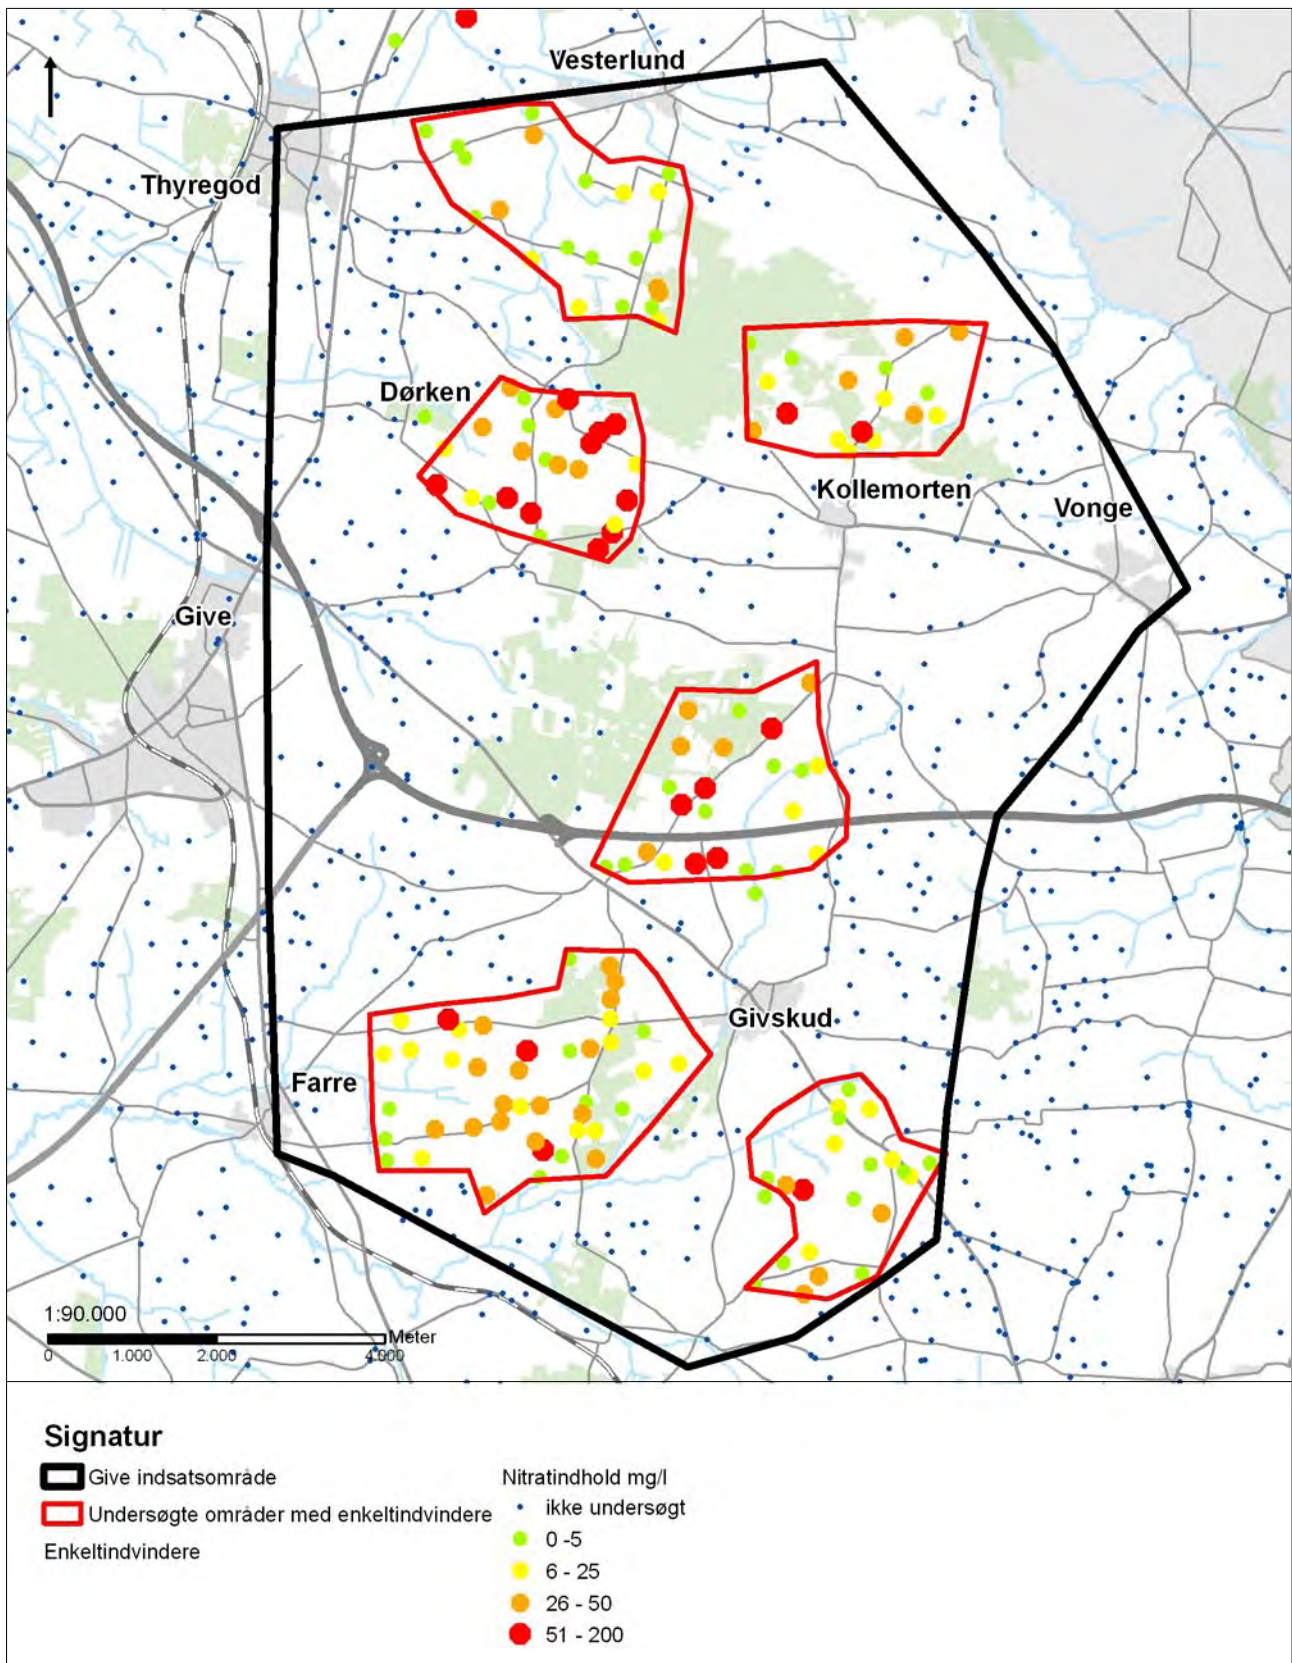 Vesterlund
Thyregod
Dørken
Kollemorten
Vonge
Give
Givskud
Farre
1:90.000
Meter
0 1.000 2.000 4.000
Signatur
Give indsatsområde
Undersøgte områder med enkeltindvindere
Enkeltindvindere
Nitratindhold mg/l
ikke undersøgt
0 -5
6 - 25
26 - 50
51 - 200